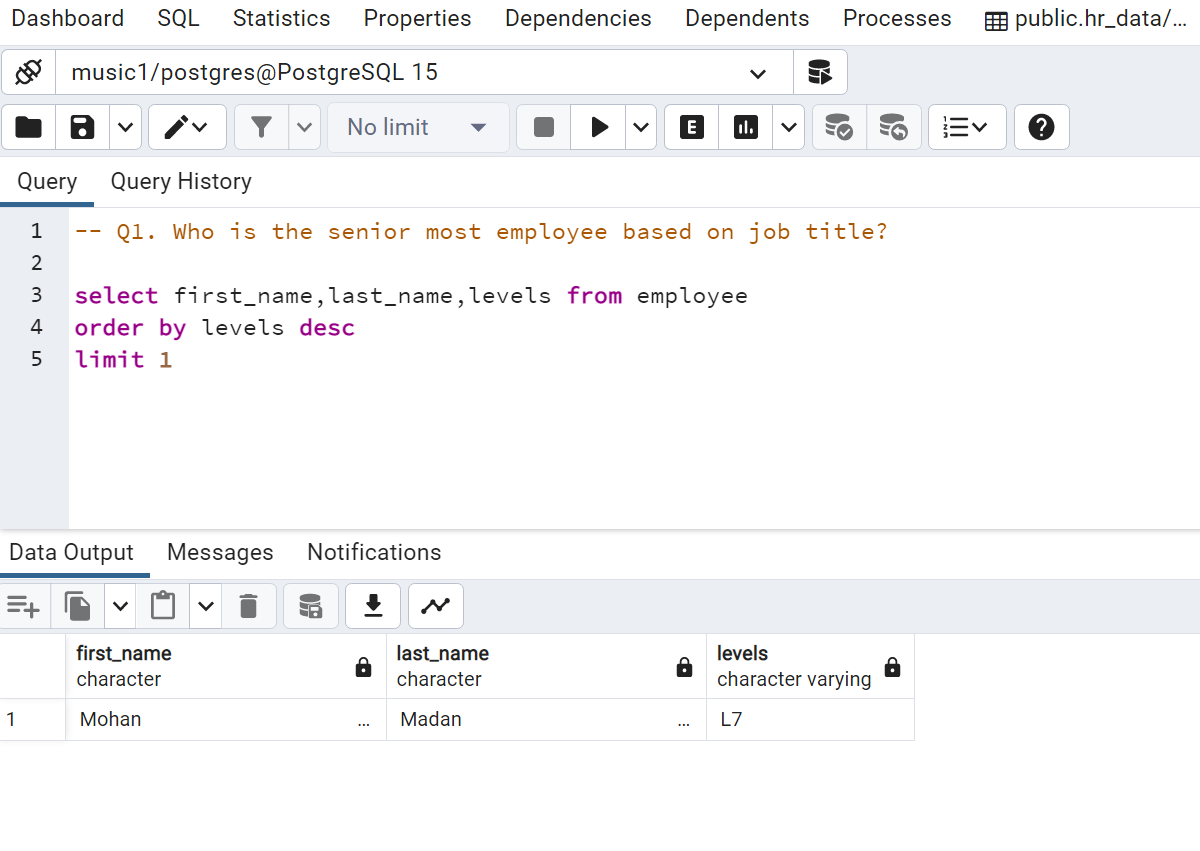 Dashboard SQL Statistics Properties Dependencies Dependents Processes public.hr_data/...
music1/postgres@PostgreSQL 15
No limit E
Query Query History
1 -- Q1. Who is the senior most employee based on job title?
2
3 select first_name,last_name,levels from employee
4 order by levels desc
5 limit 1
Data Output Messages Notifications
first_name last_name levels
character character character varying
1 Mohan ... Madan ... L7